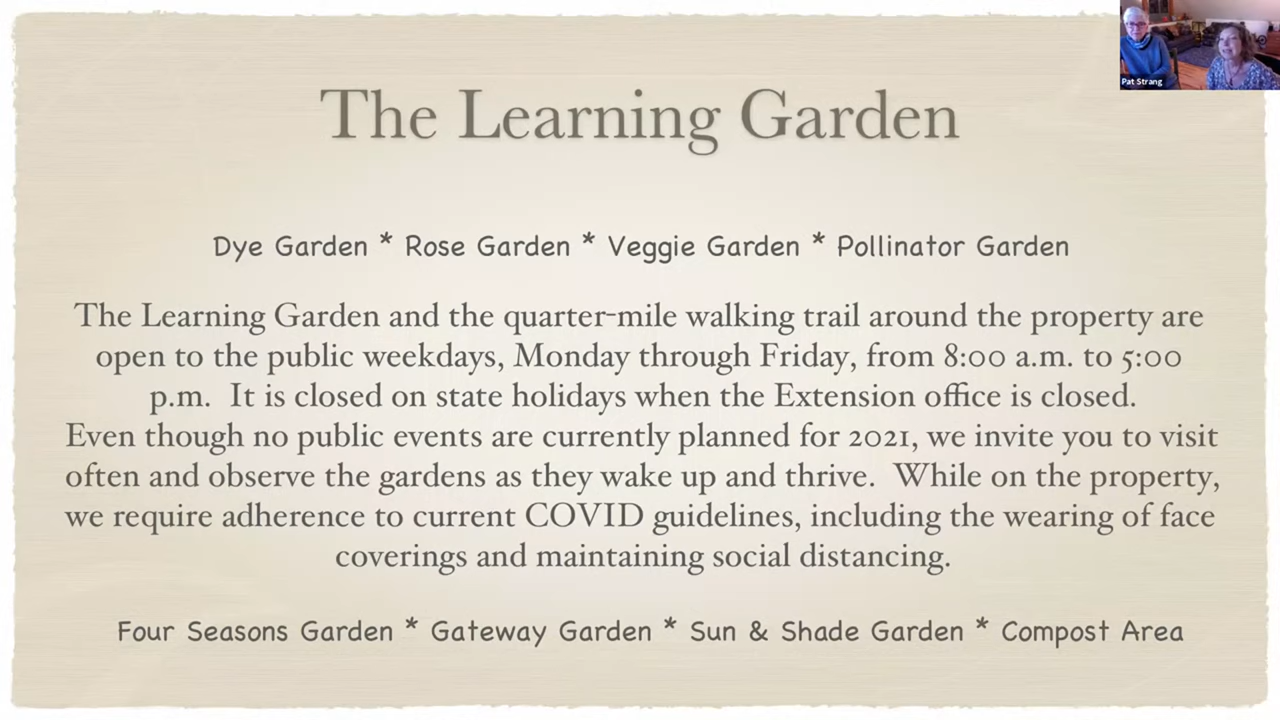 Pat Strang
The Learning Garden
Dye Garden * Rose Garden * Veggie Garden * Pollinator Garden
The Learning Garden and the quarter-mile walking trail around the property are
open to the public weekdays, Monday through Friday, from 8:00 a.m. to 5:00
p.m.  It is closed on state holidays when the Extension office is closed.
Even though no public events are currently planned for 2021, we invite you to visit
often and observe the gardens as they wake up and thrive.  While on the property,
we require adherence to current COVID guidelines, including the wearing of face
coverings and maintaining social distancing.
Four Seasons Garden * Gateway Garden * Sun & Shade Garden * Compost Area